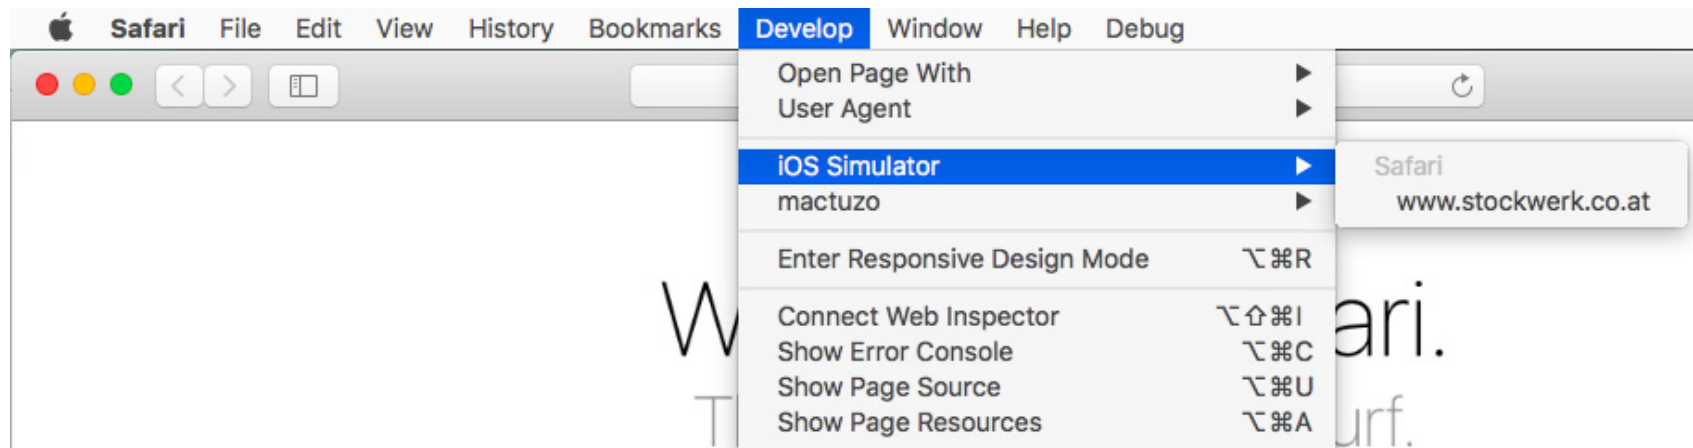 Safari File Edit View History Bookmarks Develop Window Help Debug
Open Page With
User Agent
iOS Simulator
mactuzo
Enter Responsive Design Mode ⌥⌘R
Connect Web Inspector ⌥⇧⌘I
Show Error Console ⌥⌘C
Show Page Source ⌥⌘U
Show Page Resources ⌥⌘A
Safari
www.stockwerk.co.at